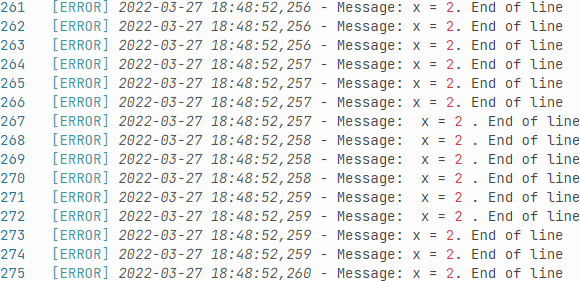 261 [ERROR] 2022-03-27 18:48:52,256 - Message: x = 2. End of line
262 [ERROR] 2022-03-27 18:48:52,256 - Message: x = 2. End of line
263 [ERROR] 2022-03-27 18:48:52,256 - Message: x = 2. End of line
264 [ERROR] 2022-03-27 18:48:52,257 - Message: x = 2. End of line
265 [ERROR] 2022-03-27 18:48:52,257 - Message: x = 2. End of line
266 [ERROR] 2022-03-27 18:48:52,257 - Message: x = 2. End of line
267 [ERROR] 2022-03-27 18:48:52,257 - Message:  x = 2 . End of line
268 [ERROR] 2022-03-27 18:48:52,258 - Message:  x = 2 . End of line
269 [ERROR] 2022-03-27 18:48:52,258 - Message:  x = 2 . End of line
270 [ERROR] 2022-03-27 18:48:52,258 - Message:  x = 2 . End of line
271 [ERROR] 2022-03-27 18:48:52,259 - Message:  x = 2 . End of line
272 [ERROR] 2022-03-27 18:48:52,259 - Message:  x = 2 . End of line
273 [ERROR] 2022-03-27 18:48:52,259 - Message: x = 2. End of line
274 [ERROR] 2022-03-27 18:48:52,259 - Message: x = 2. End of line
275 [ERROR] 2022-03-27 18:48:52,260 - Message: x = 2. End of line